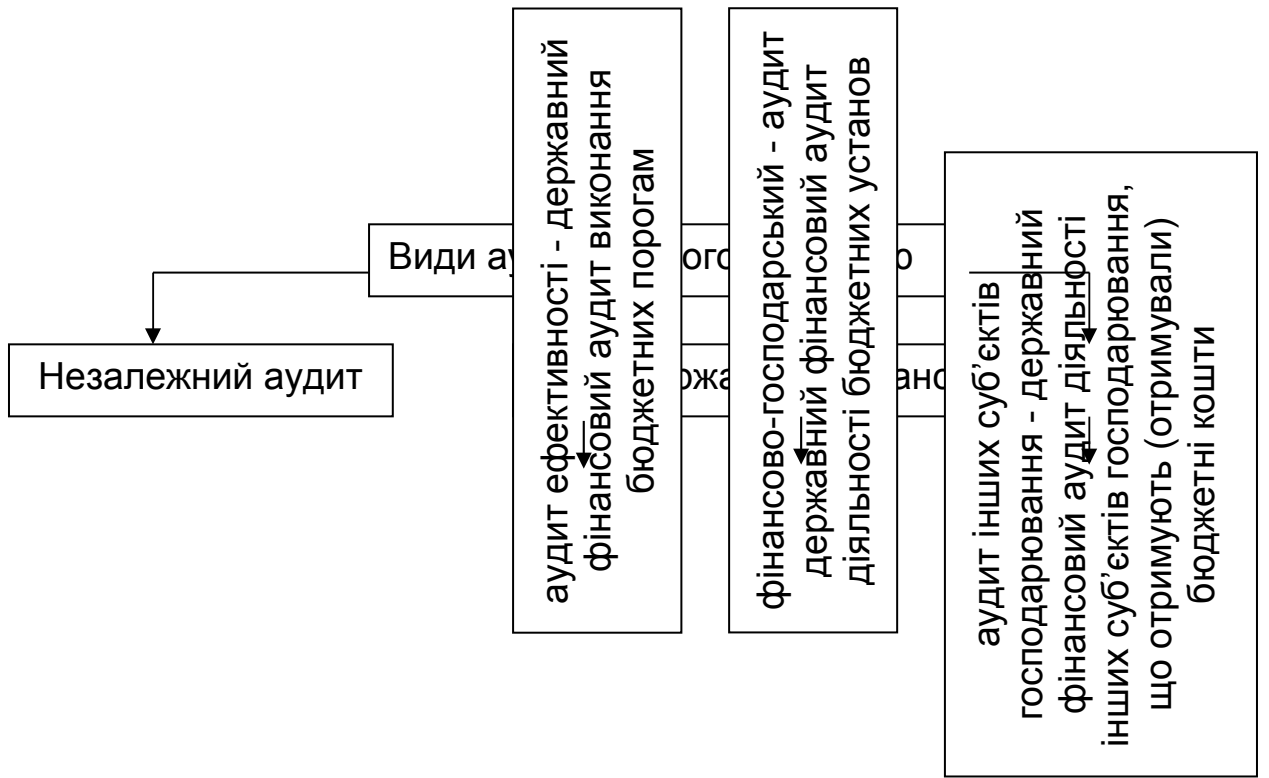 Види ау ого ю
Незалежний аудит
ржа анс
аудит ефективності - державний
фінансовий аудит виконання
бюджетних порогам
фінансово-господарський - аудит
державний фінансовий аудит
діяльності бюджетних установ
аудит інших суб’єктів
господарювання - державний
фінансовий аудит діяльності
інших суб’єктів господарювання,
що отримують (отримували)
бюджетні кошти